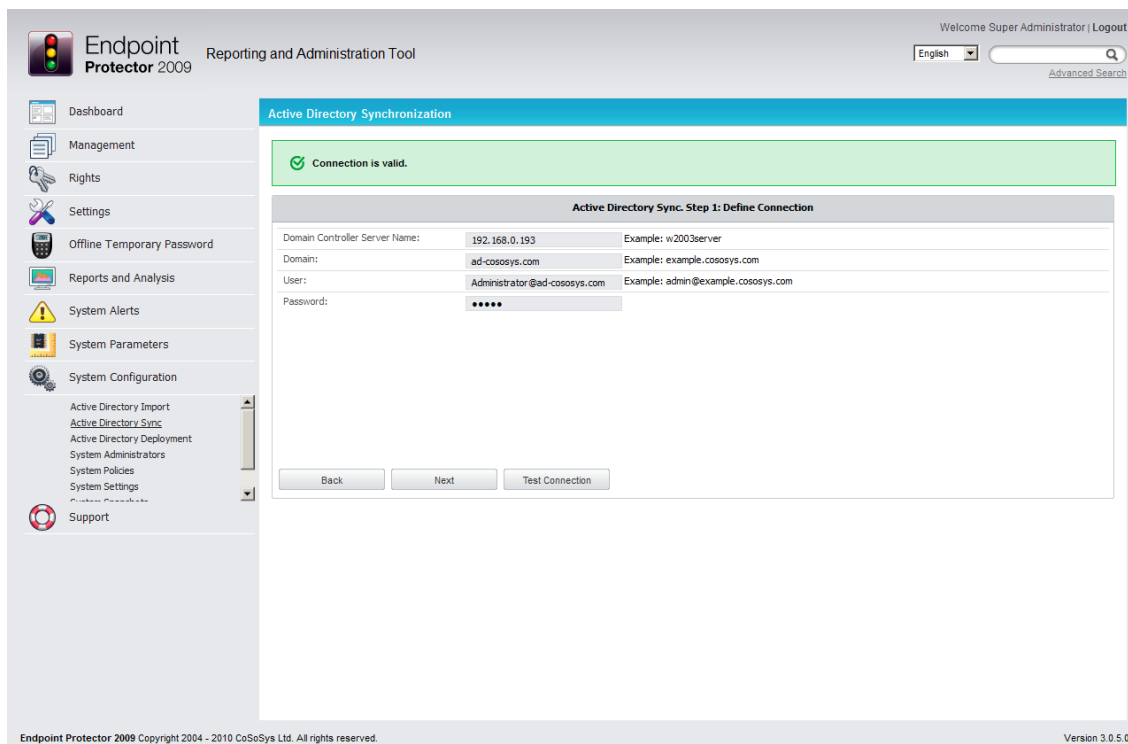 Welcome Super Administrator | Logout
Endpoint
Protector 2009
Reporting and Administration Tool
English
Advanced Search
Dashboard
Management
Rights
Settings
Offline Temporary Password
Reports and Analysis
System Alerts
System Parameters
System Configuration
Active Directory Import
Active Directory Sync
Active Directory Deployment
System Administrators
System Policies
System Settings
System Snapshots
Support
Active Directory Synchronization
Connection is valid.
Active Directory Sync. Step 1: Define Connection
Domain Controller Server Name: 192.168.0.193 Example: w2003server
Domain: ad-cososys.com Example: example.cososys.com
User: Administrator@ad-cososys.com Example: admin@example.cososys.com
Password: •••••
Back Next Test Connection
Endpoint Protector 2009 Copyright 2004 - 2010 CoSoSys Ltd. All rights reserved. Version 3.0.5.0